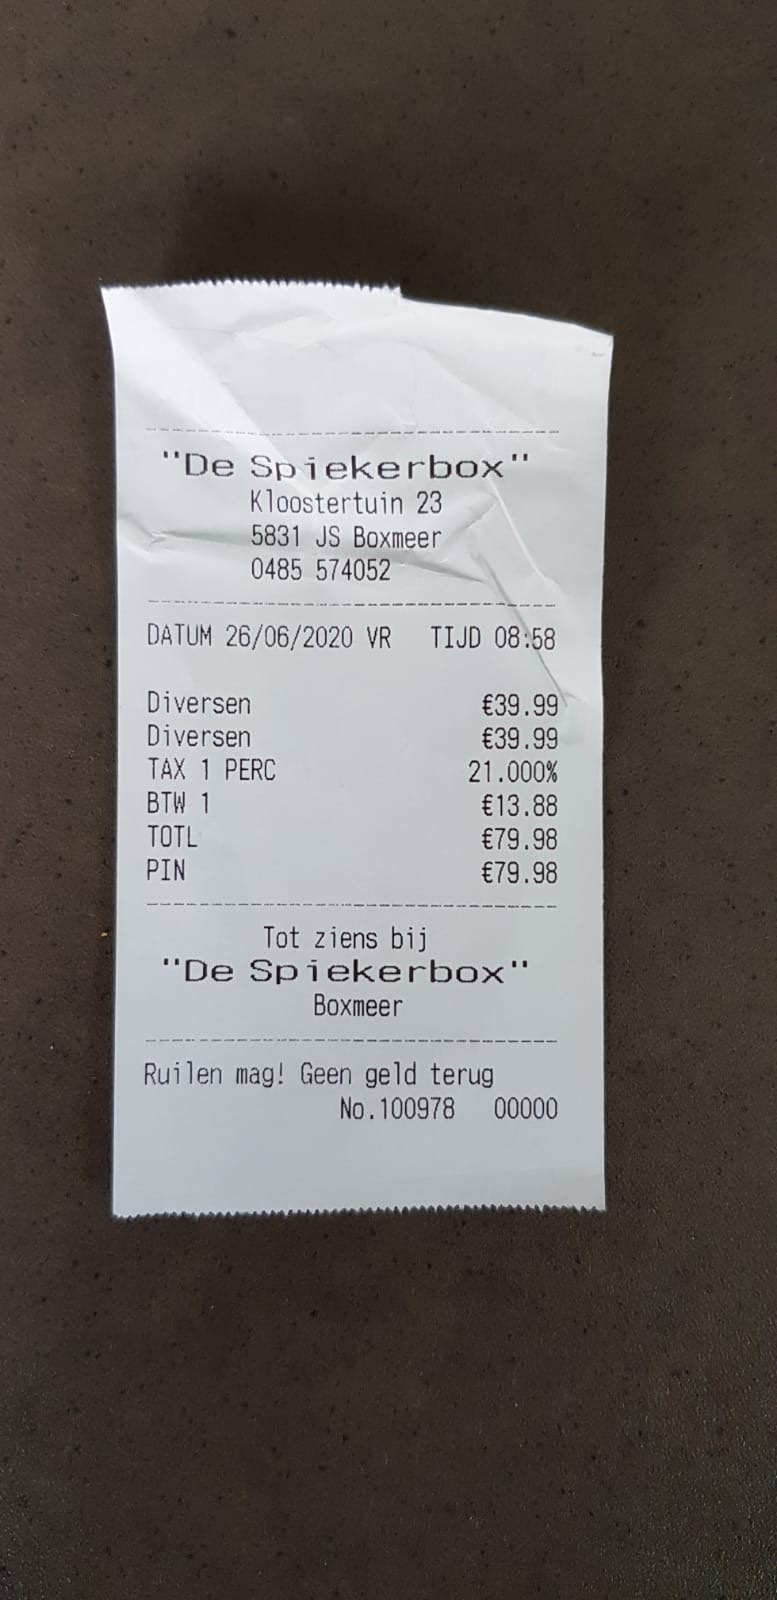 "De Spiekerbox"
Kloostertuin 23
5831 JS Boxmeer
0485 574052
DATUM 26/06/2020 VR TIJD 08:58
Diversen €39.99
Diversen €39.99
TAX 1 PERC 21.000%
BTW 1 €13.88
TOTL €79.98
PIN €79.98
Tot ziens bij
"De Spiekerbox"
Boxmeer
Ruilen mag! Geen geld terug
No.100978 00000